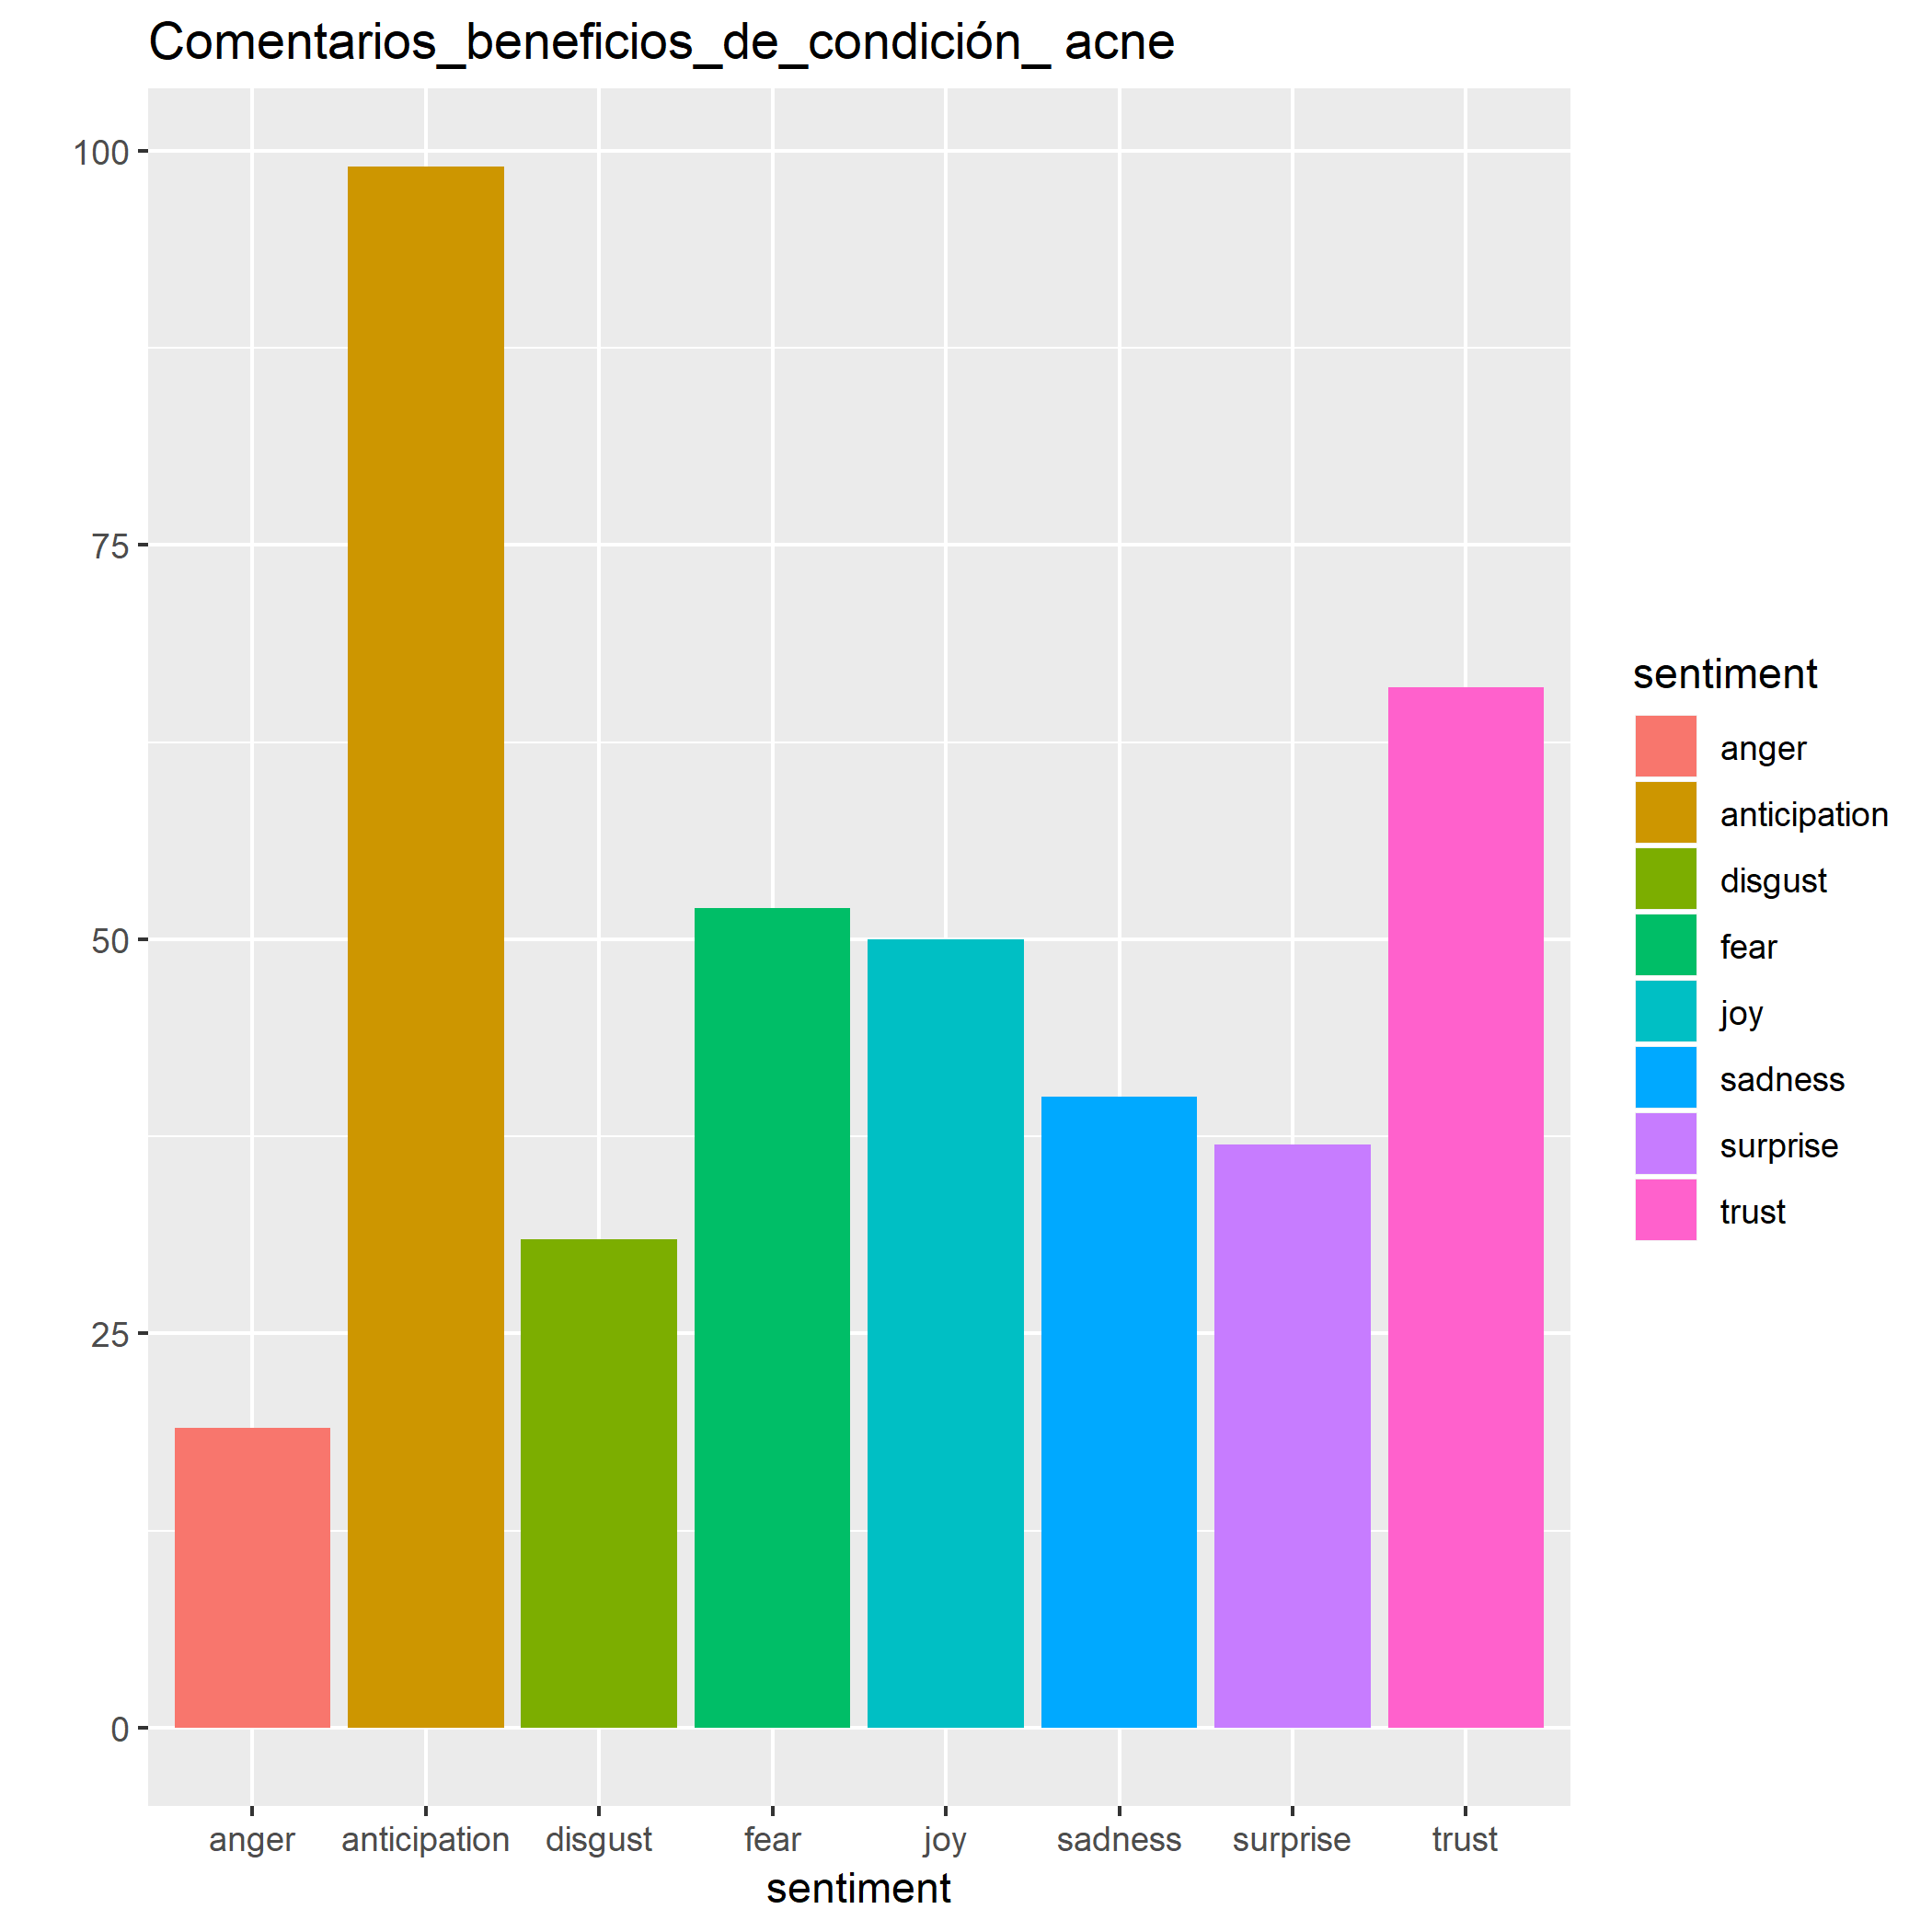 Comentarios_beneficios_de_condición_ acne
100
75
50
25
0
anger anticipation disgust fear joy sadness surprise trust
sentiment
sentiment
anger
anticipation
disgust
fear
joy
sadness
surprise
trust